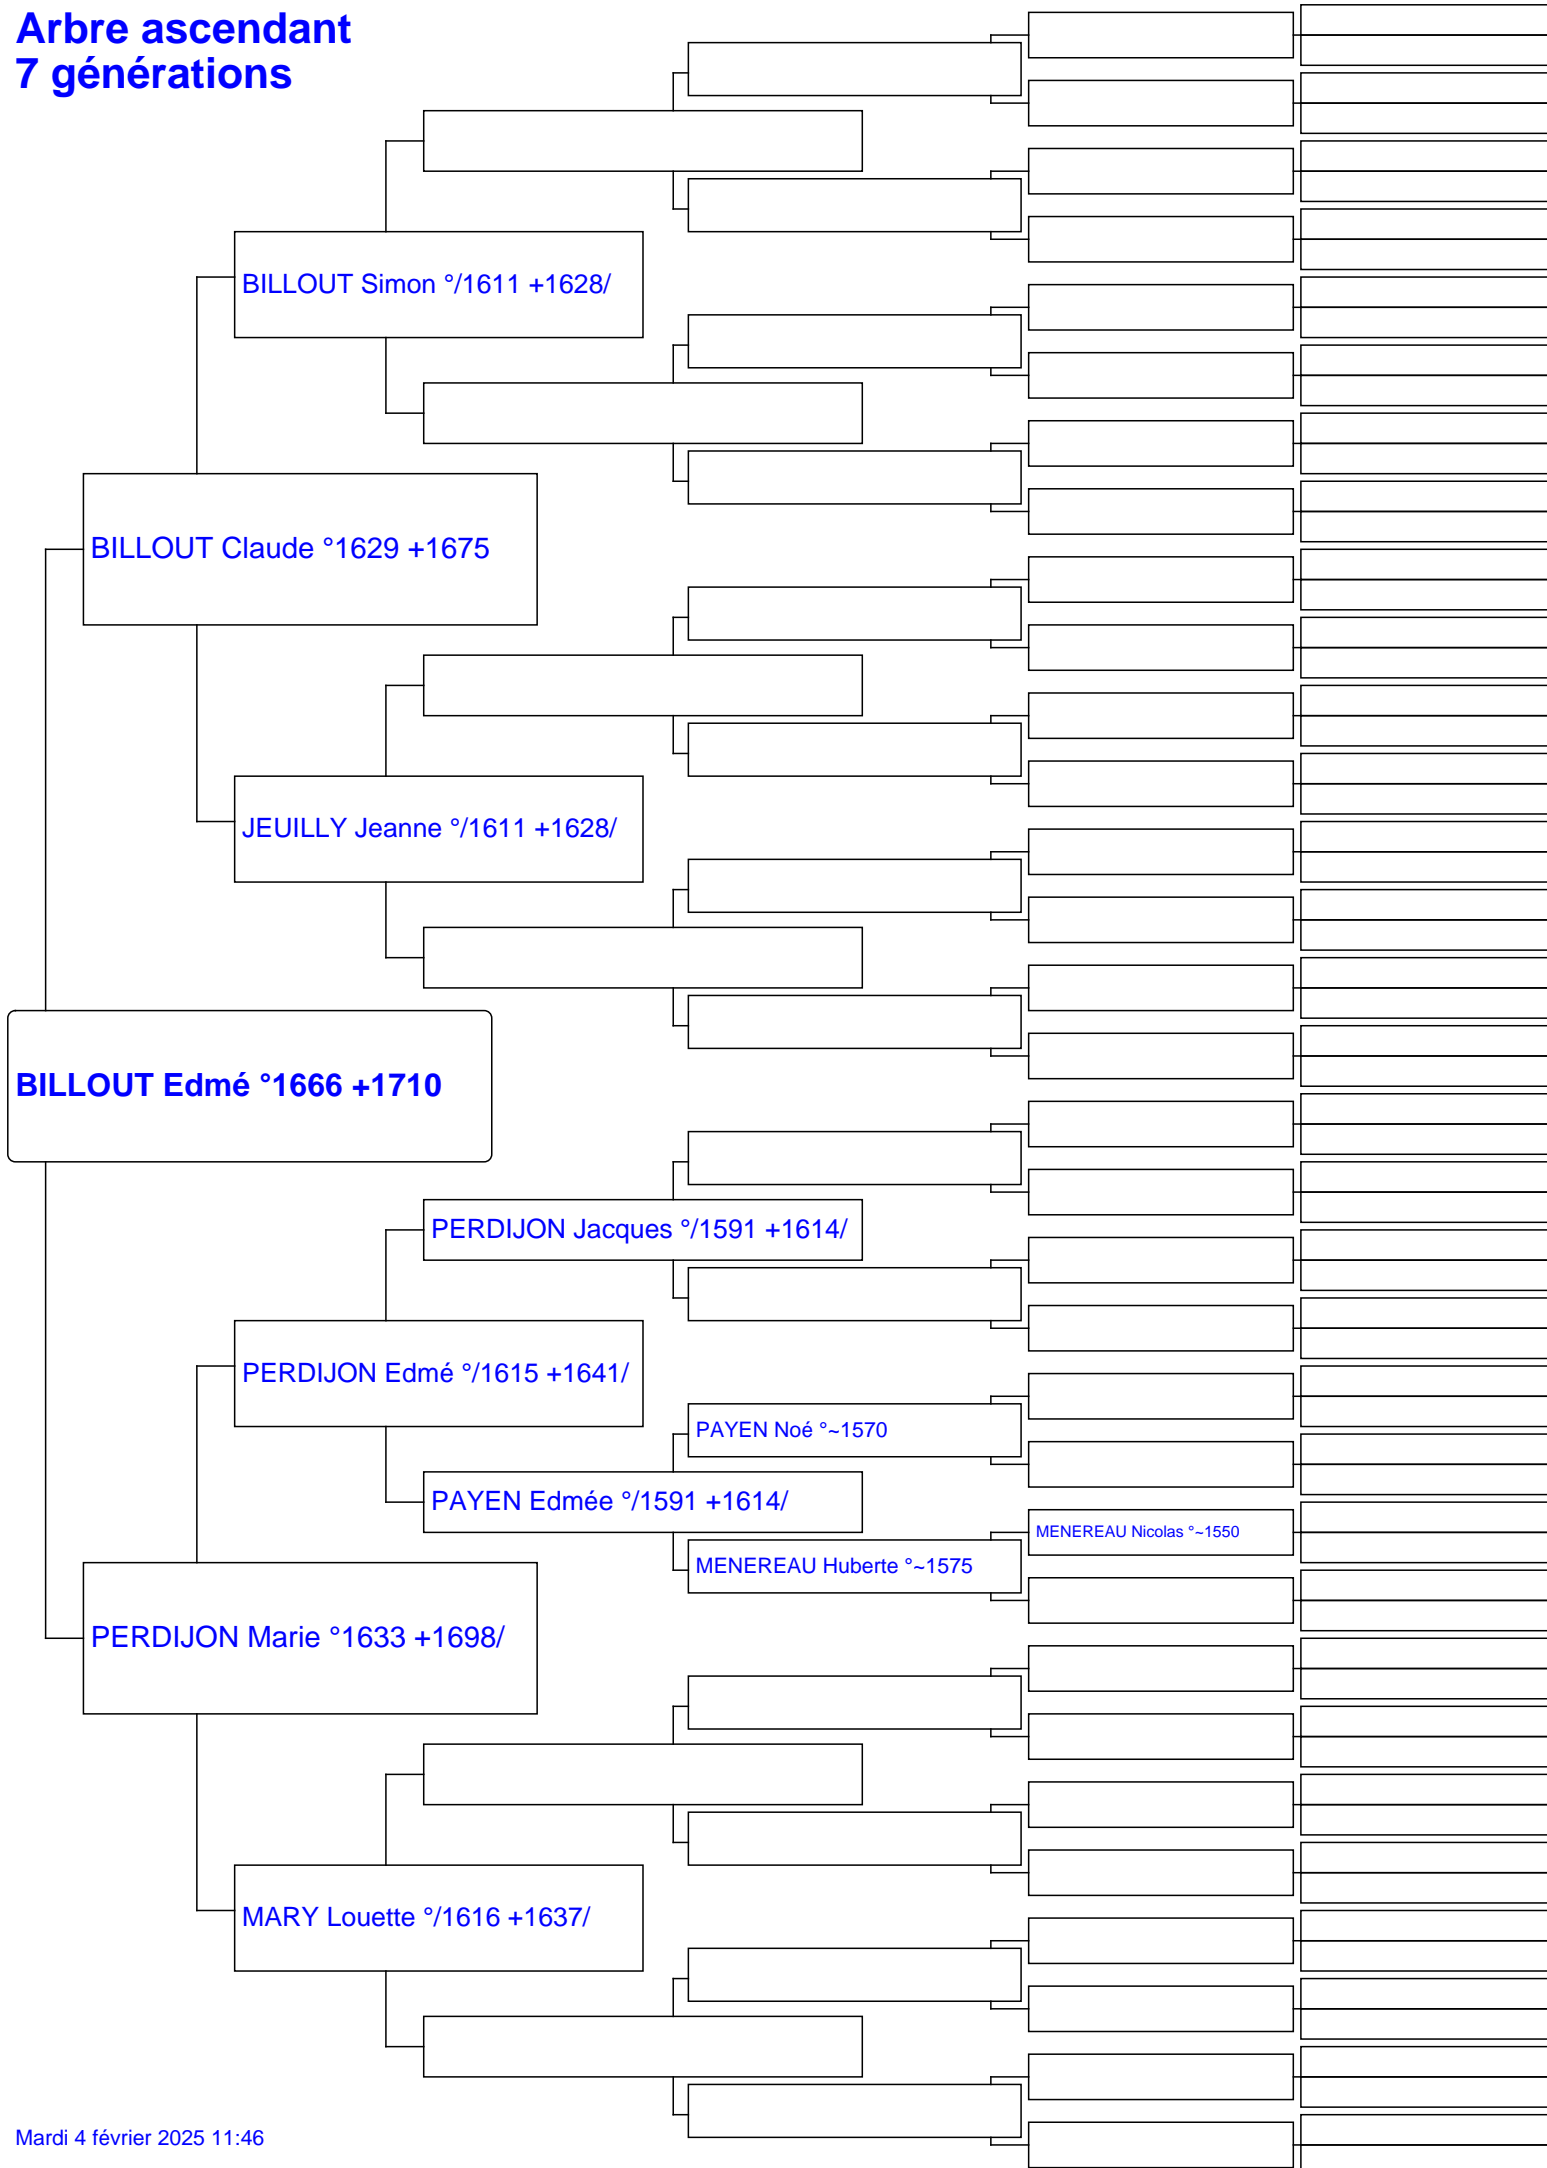 Arbre ascendant
7 générations
BILLOUT Simon °/1611 +1628/
BILLOUT Claude °1629 +1675
JEUILLY Jeanne °/1611 +1628/
BILLOUT Edmé °1666 +1710
PERDIJON Jacques °/1591 +1614/
PERDIJON Edmé °/1615 +1641/
PAYEN Noé °~1570
PAYEN Edmée °/1591 +1614/
MENEREAU Nicolas °~1550
MENEREAU Huberte °~1575
PERDIJON Marie °1633 +1698/
MARY Louette °/1616 +1637/
Mardi 4 février 2025 11:46